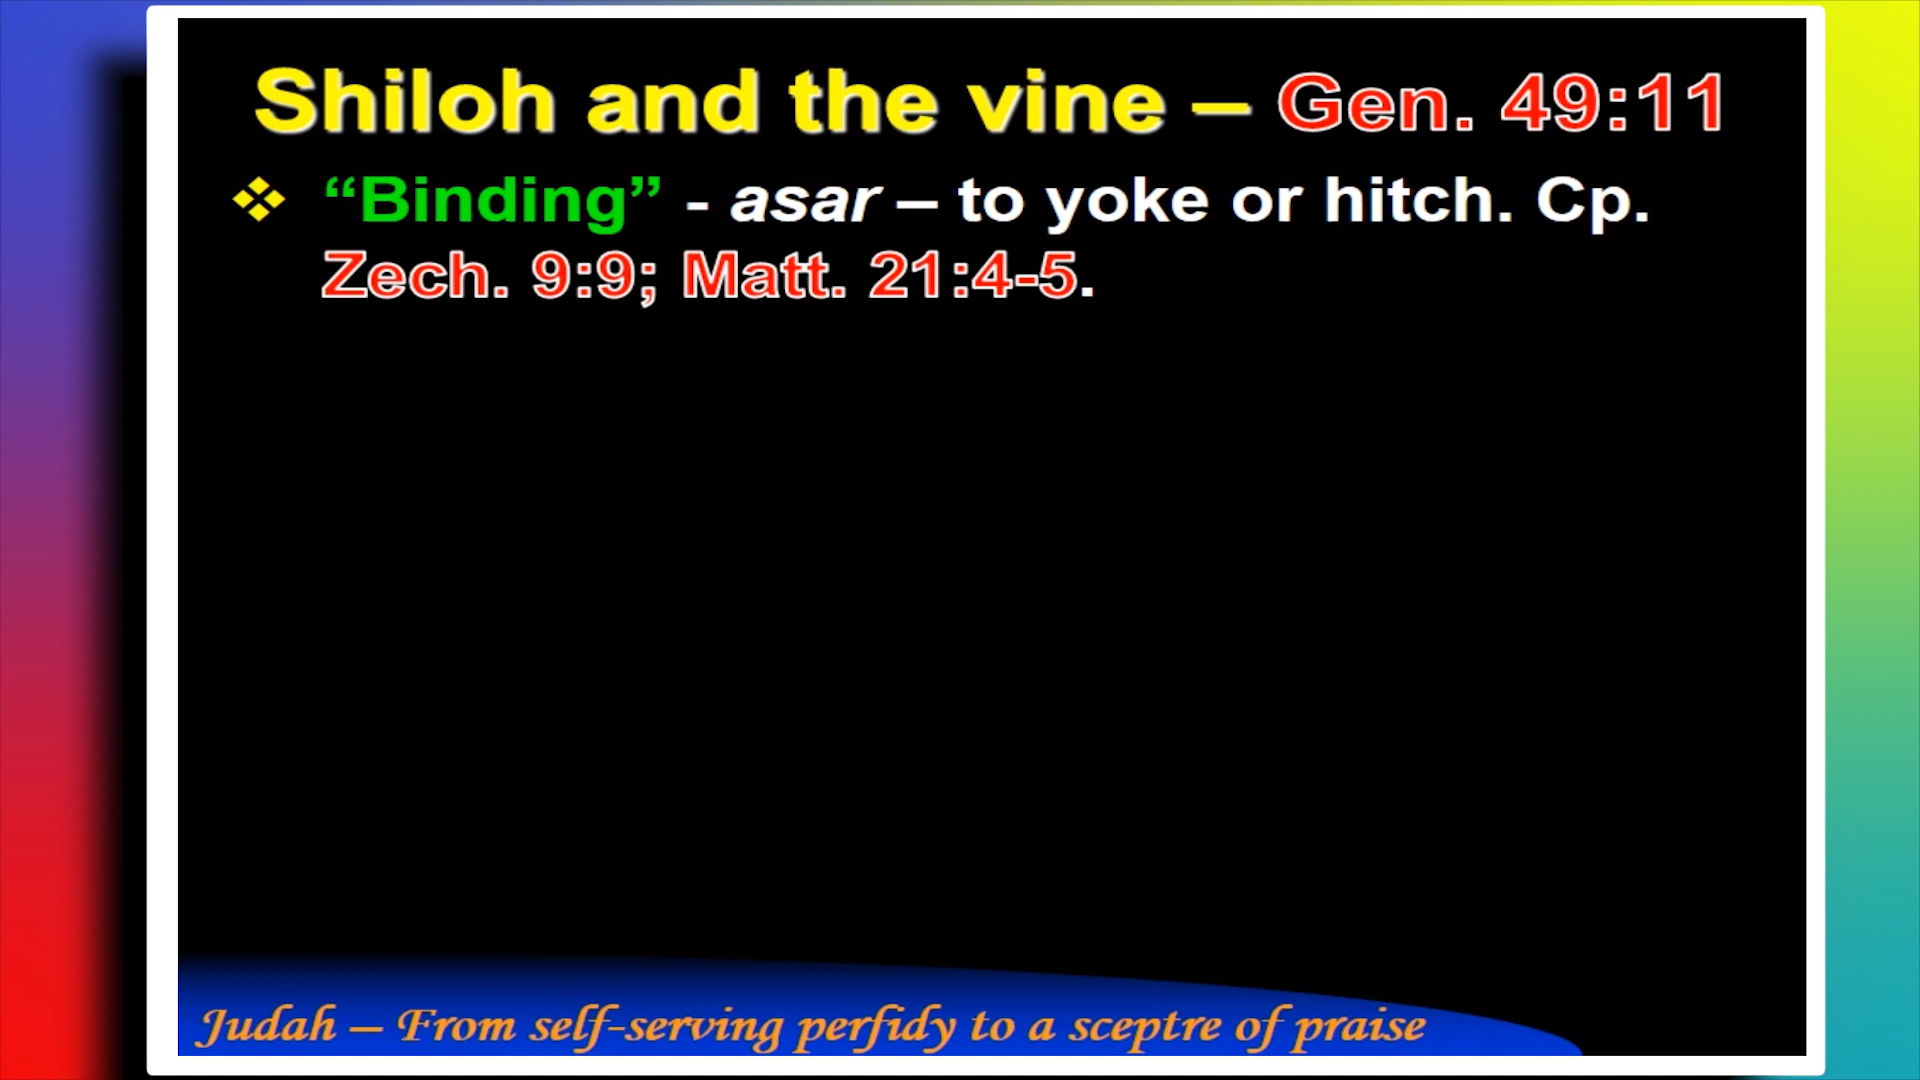 Shiloh and the vine – Gen. 49:11
“Binding” - asar – to yoke or hitch. Cp.
Zech. 9:9; Matt. 21:4-5.
Judah – From self-serving perfidy to a sceptre of praise